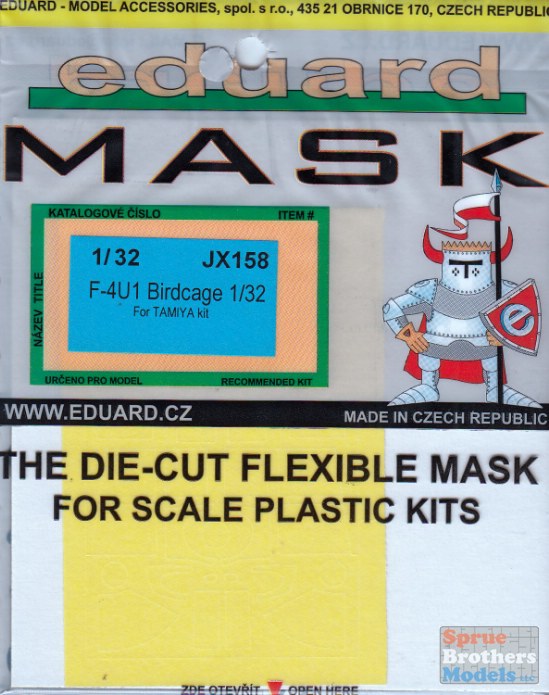 EDUARD - MODEL ACCESSORIES, spol. s r.o., 435 21 OBRNICE 170, CZECH REPUBLIC
eduard
MASK
KATALOGOVÉ ČÍSLO ITEM #
1/32 JX158
F-4U1 Birdcage 1/32
For TAMIYA kit
NÁZEV TITLE
URČENO PRO MODEL RECOMMENDED KIT
e
WWW.EDUARD.CZ MADE IN CZECH REPUBLIC
THE DIE-CUT FLEXIBLE MASK
FOR SCALE PLASTIC KITS
Sprue
Brothers
Models LLC
ZDE OTEVŘÍT OPEN HERE